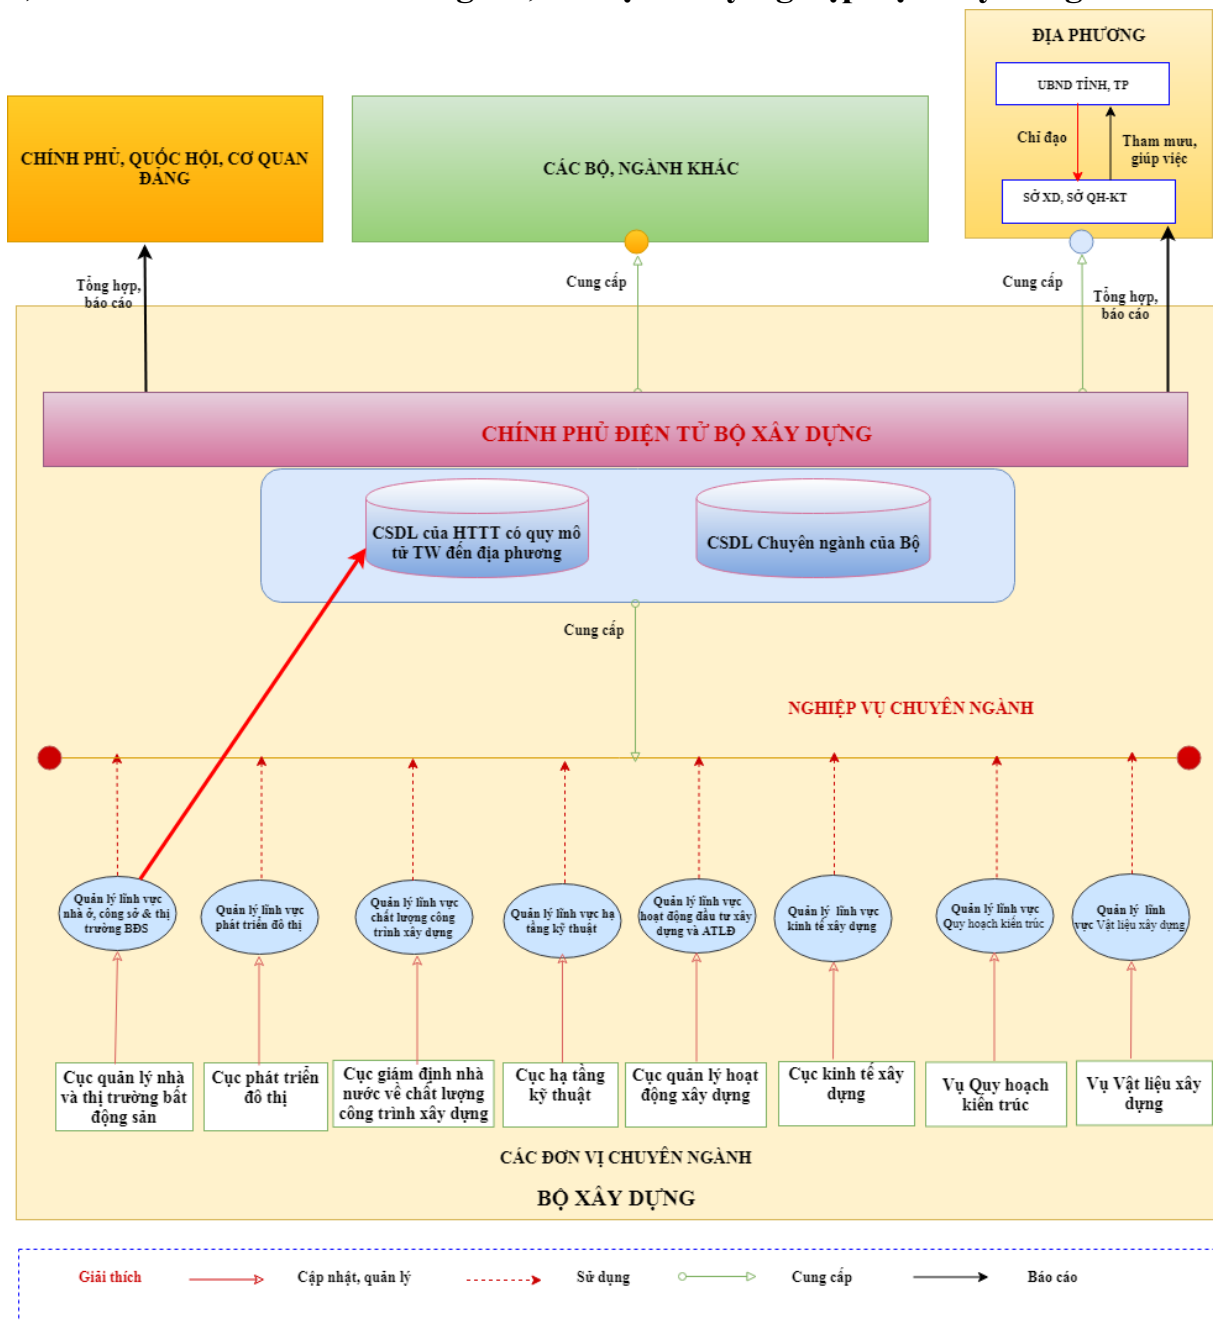 ĐỊA PHƯƠNG
UBND TỈNH, TP
Chỉ đạo
Tham mưu,
giúp việc
SỞ XD, SỞ QH-KT
CHÍNH PHỦ, QUỐC HỘI, CƠ QUAN
ĐẢNG
CÁC BỘ, NGÀNH KHÁC
Tổng hợp,
báo cáo
Cung cấp
Cung cấp
Tổng hợp,
báo cáo
CHÍNH PHỦ ĐIỆN TỬ BỘ XÂY DỰNG
CSDL của HTTT có quy mô
từ TW đến địa phương
CSDL Chuyên ngành của Bộ
Cung cấp
NGHIỆP VỤ CHUYÊN NGÀNH
Quản lý lĩnh vực
nhà ở, công sở & thị
trường BĐS
Quản lý lĩnh vực
phát triển đô thị
Quản lý lĩnh vực
chất lượng công
trình xây dựng
Quản lý lĩnh vực hạ
tầng kỹ thuật
Quản lý lĩnh vực
hoạt động đầu tư xây
dựng và ATLĐ
Quản lý lĩnh vực
kinh tế xây dựng
Quản lý lĩnh vực
Quy hoạch kiến trúc
Quản lý lĩnh
vực Vật liệu xây dựng
Cục quản lý nhà
và thị trường bất
động sản
Cục phát triển
đô thị
Cục giám định nhà
nước về chất lượng
công trình xây dựng
Cục hạ tầng
kỹ thuật
Cục quản lý hoạt
động xây dựng
Cục kinh tế xây
dựng
Vụ Quy hoạch
kiến trúc
Vụ Vật liệu xây
dựng
CÁC ĐƠN VỊ CHUYÊN NGÀNH
BỘ XÂY DỰNG
Giải thích
Cập nhật, quản lý
Sử dụng
Cung cấp
Báo cáo